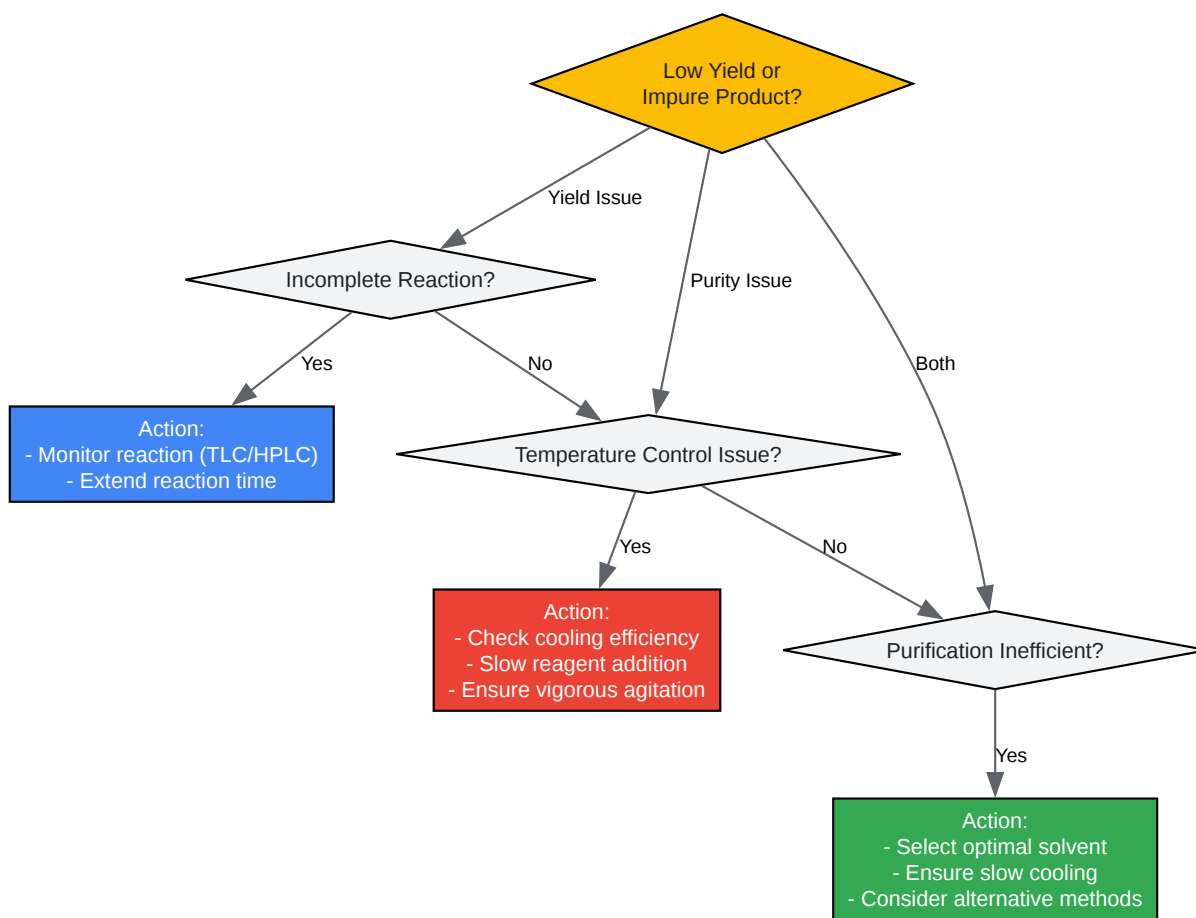 Low Yield or
Impure Product?
Yield Issue
Incomplete Reaction?
Purity Issue
Yes
No
Both
Action:
- Monitor reaction (TLC/HPLC)
- Extend reaction time
Temperature Control Issue?
Yes
No
Action:
- Check cooling efficiency
- Slow reagent addition
- Ensure vigorous agitation
Purification Inefficient?
Yes
Action:
- Select optimal solvent
- Ensure slow cooling
- Consider alternative methods